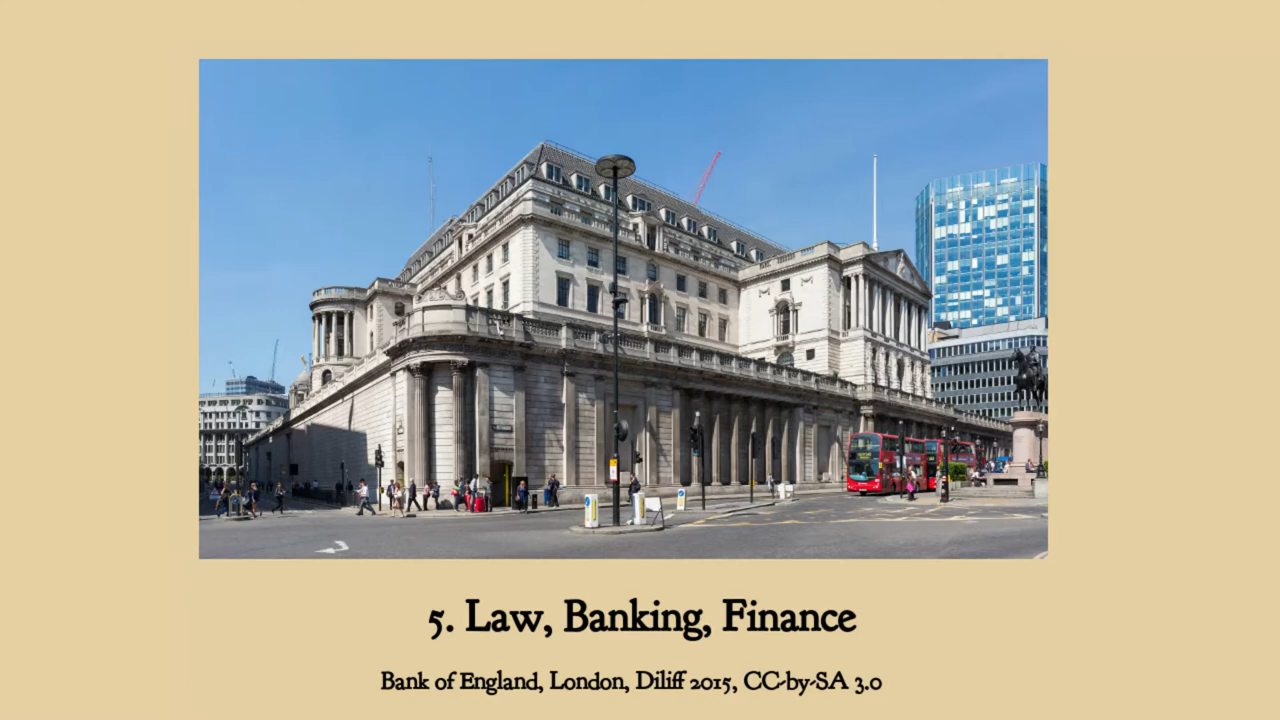 5. Law, Banking, Finance
Bank of England, London, Diliff 2015, CC-by-SA 3.0